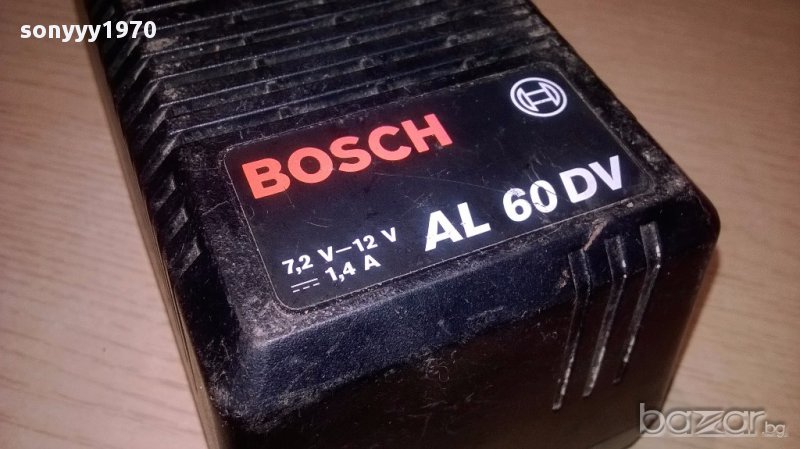 sonyyy1970
BOSCH
7,2 V–12 V
1,4 A
AL 60 DV
bazar.bg